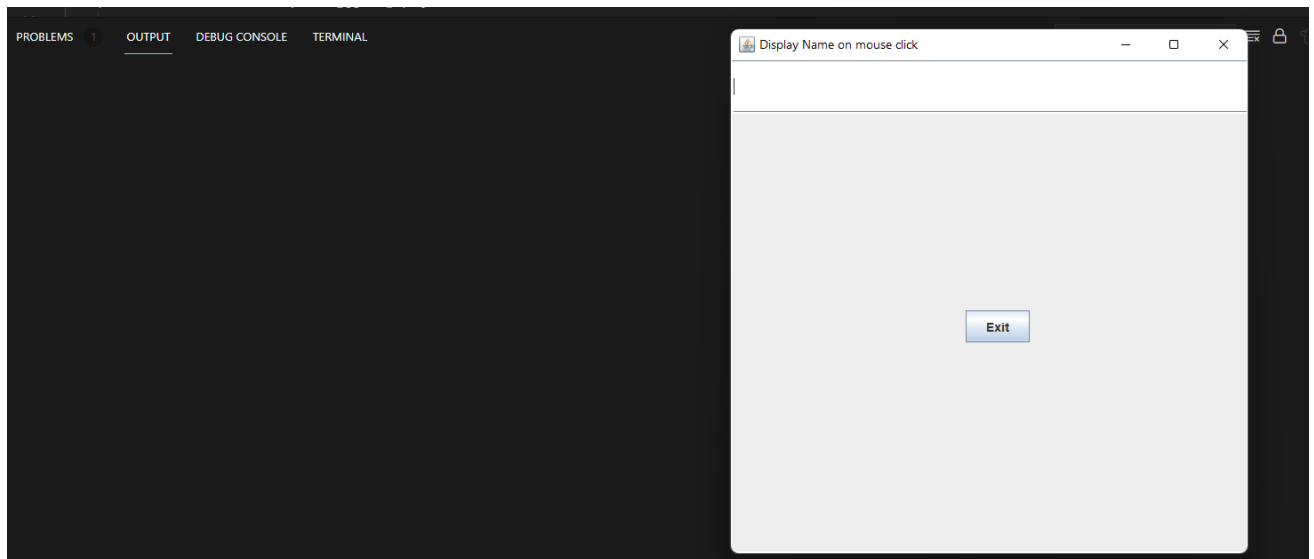 PROBLEMS 1 OUTPUT DEBUG CONSOLE TERMINAL
Display Name on mouse click
Exit